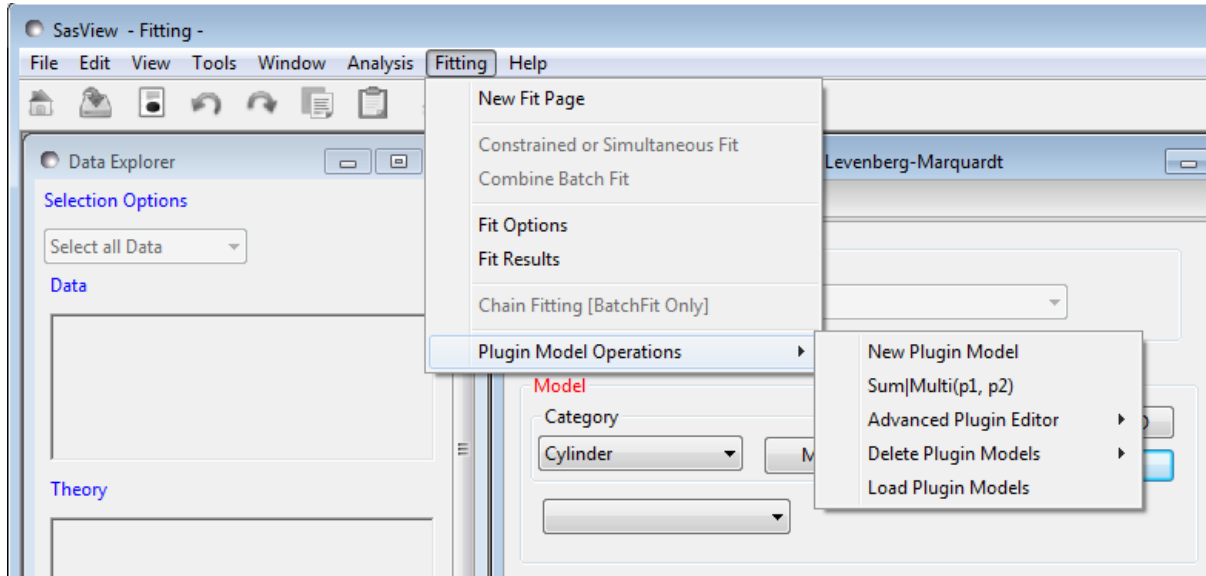 SasView - Fitting -
File Edit View Tools Window Analysis Fitting Help
New Fit Page
Constrained or Simultaneous Fit
Combine Batch Fit
Fit Options
Fit Results
Chain Fitting [BatchFit Only]
Plugin Model Operations
New Plugin Model
Sum|Multi(p1, p2)
Advanced Plugin Editor
Delete Plugin Models
Load Plugin Models
Data Explorer
Selection Options
Select all Data
Data
Theory
Levenberg-Marquardt
Model
Category
Cylinder
M